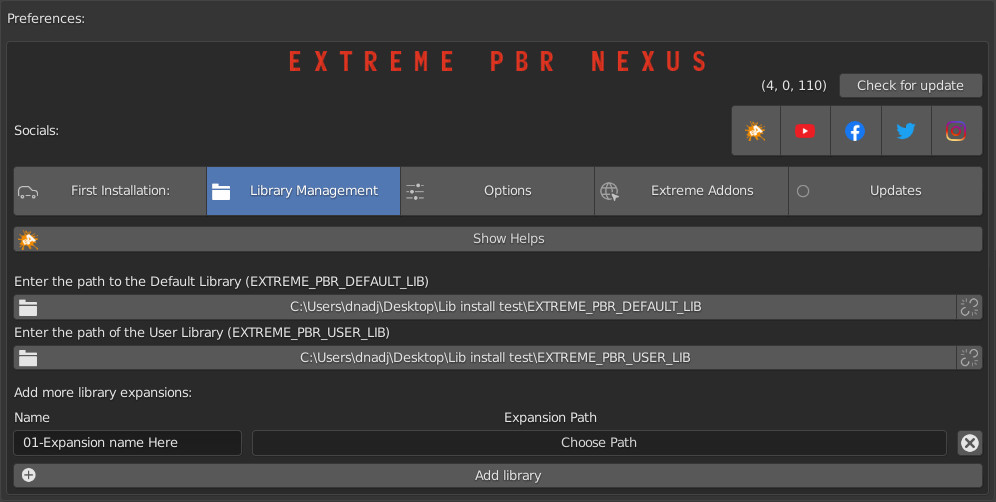 Preferences:
EXTREME PBR NEXUS
(4, 0, 110) Check for update
Socials:
First Installation: Library Management Options Extreme Addons Updates
Show Helps
Enter the path to the Default Library (EXTREME_PBR_DEFAULT_LIB)
C:\Users\dnadj\Desktop\Lib install test\EXTREME_PBR_DEFAULT_LIB
Enter the path of the User Library (EXTREME_PBR_USER_LIB)
C:\Users\dnadj\Desktop\Lib install test\EXTREME_PBR_USER_LIB
Add more library expansions:
Name Expansion Path
01-Expansion name Here Choose Path
Add library